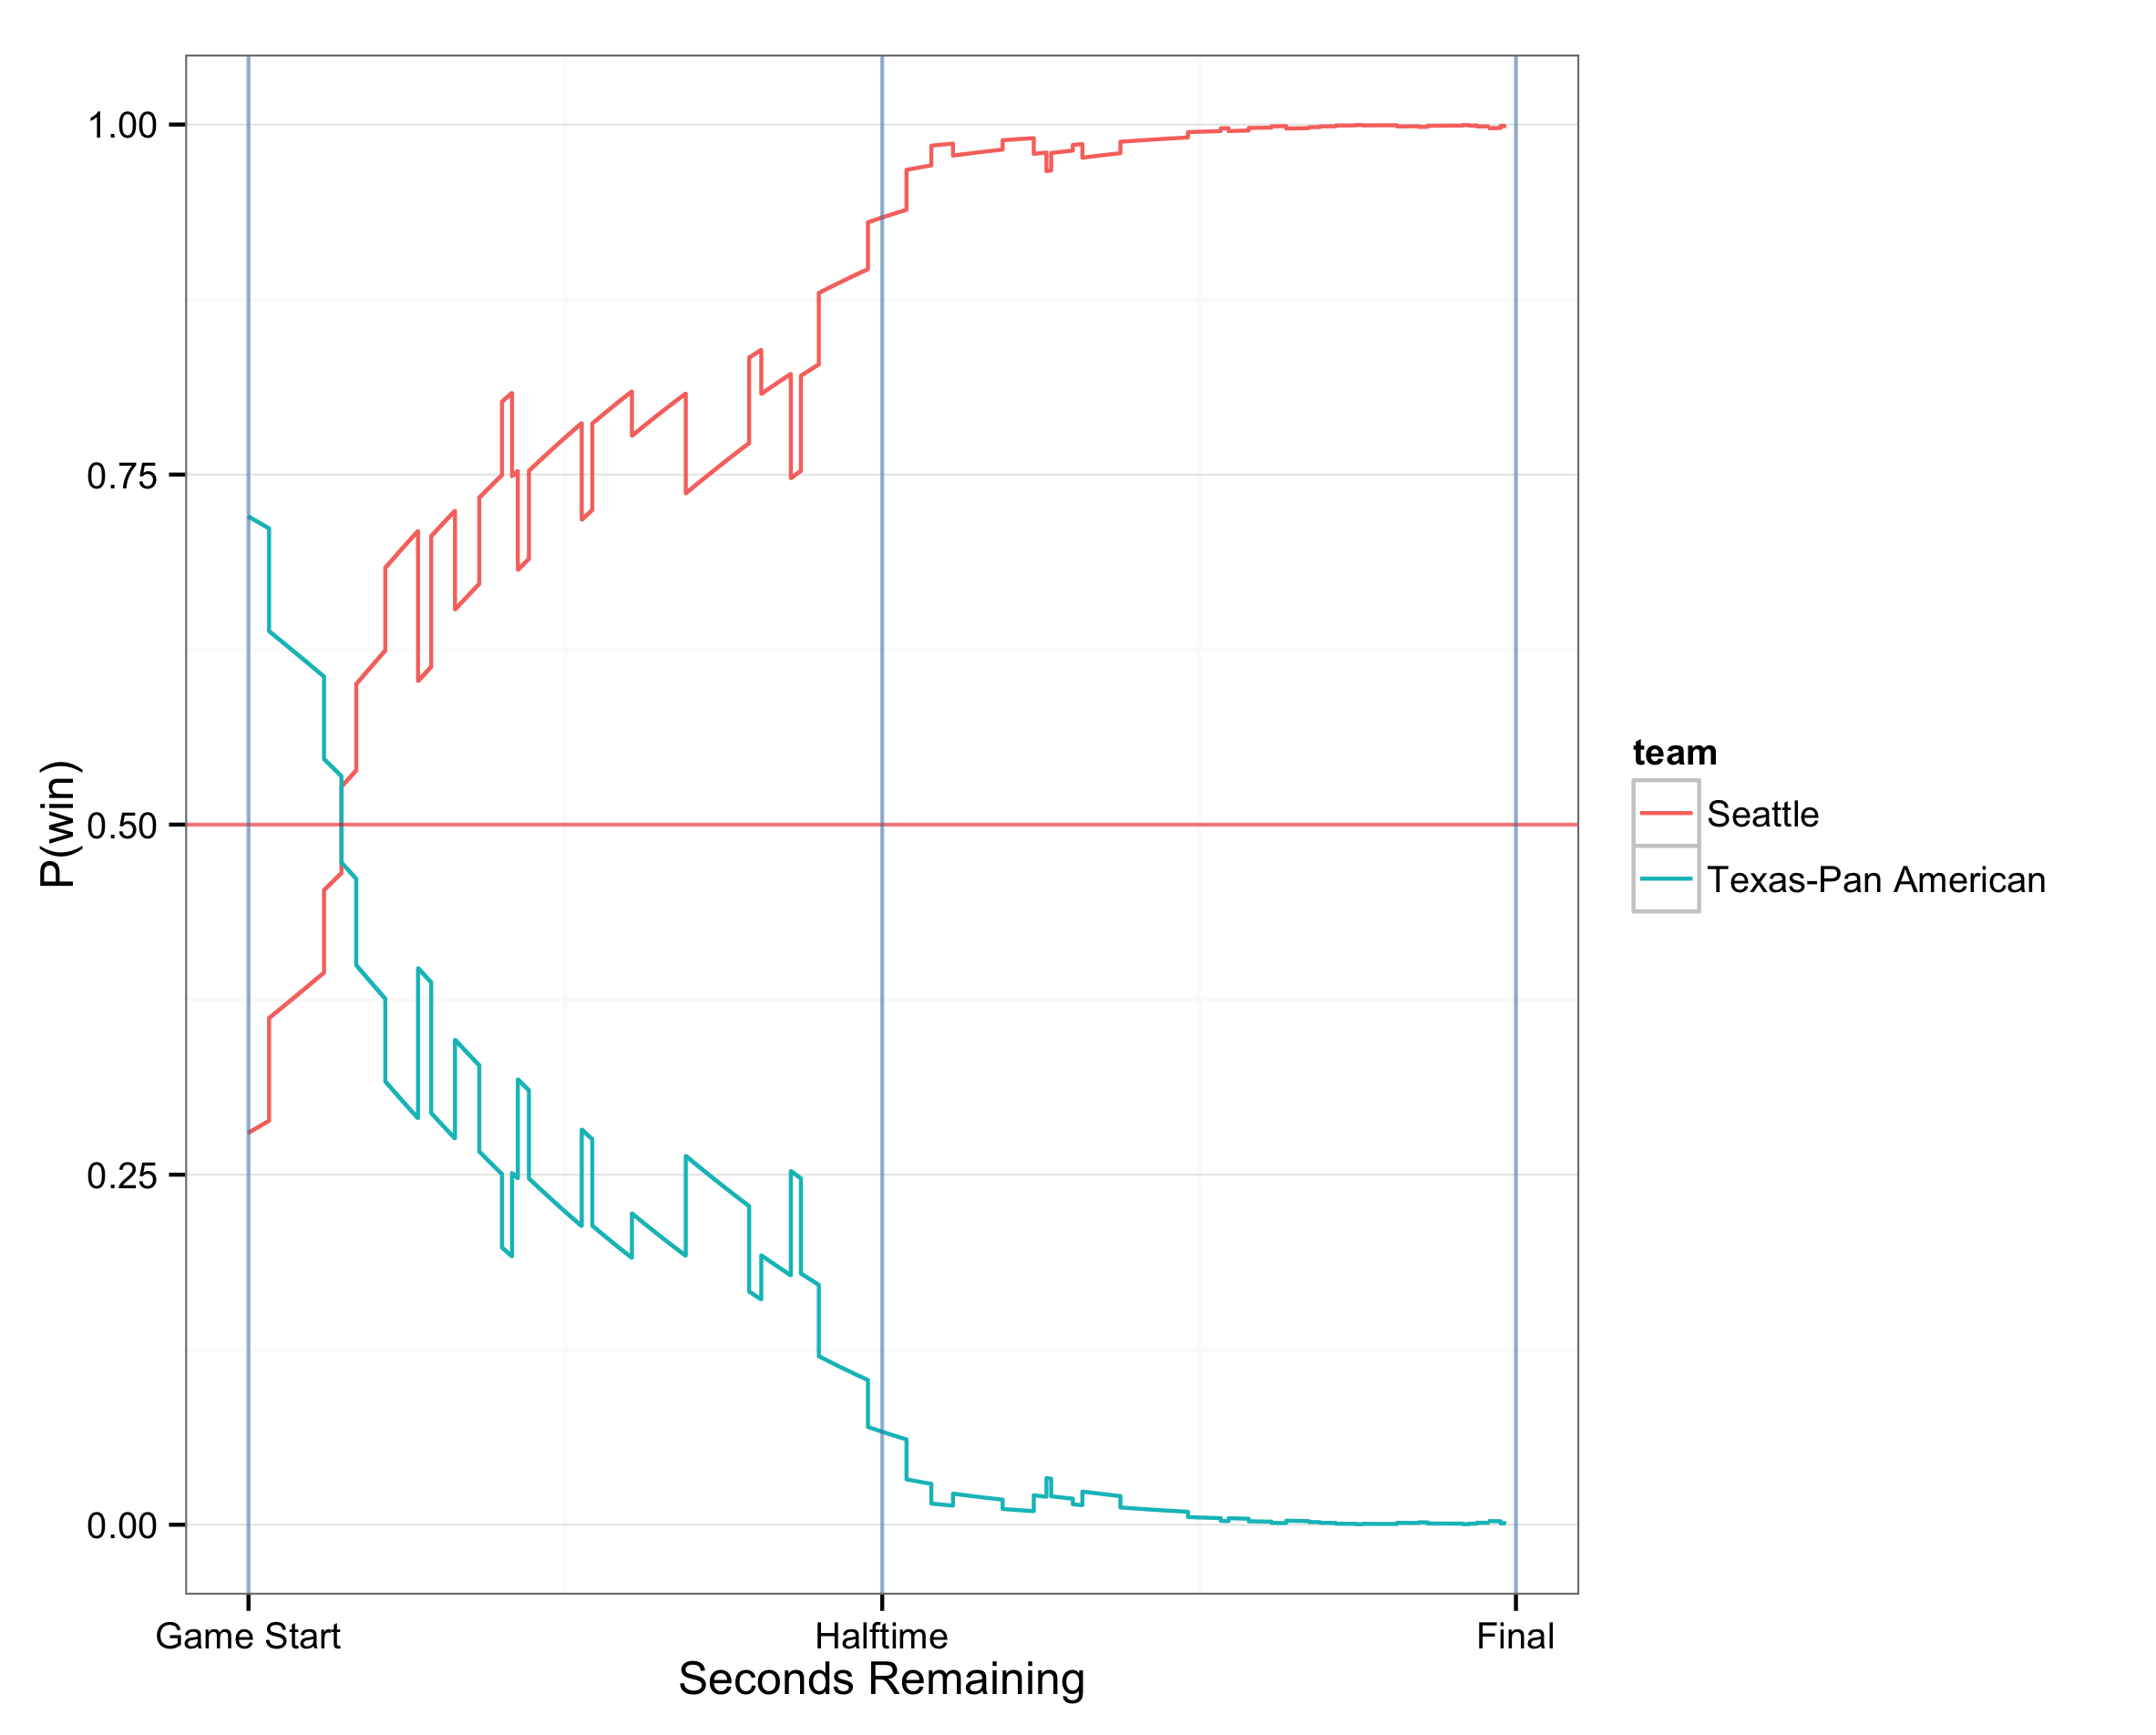 P(win)
1.00
0.75
0.50
0.25
0.00
Game Start
Halftime
Final
Seconds Remaining
team
Seattle
Texas-Pan American